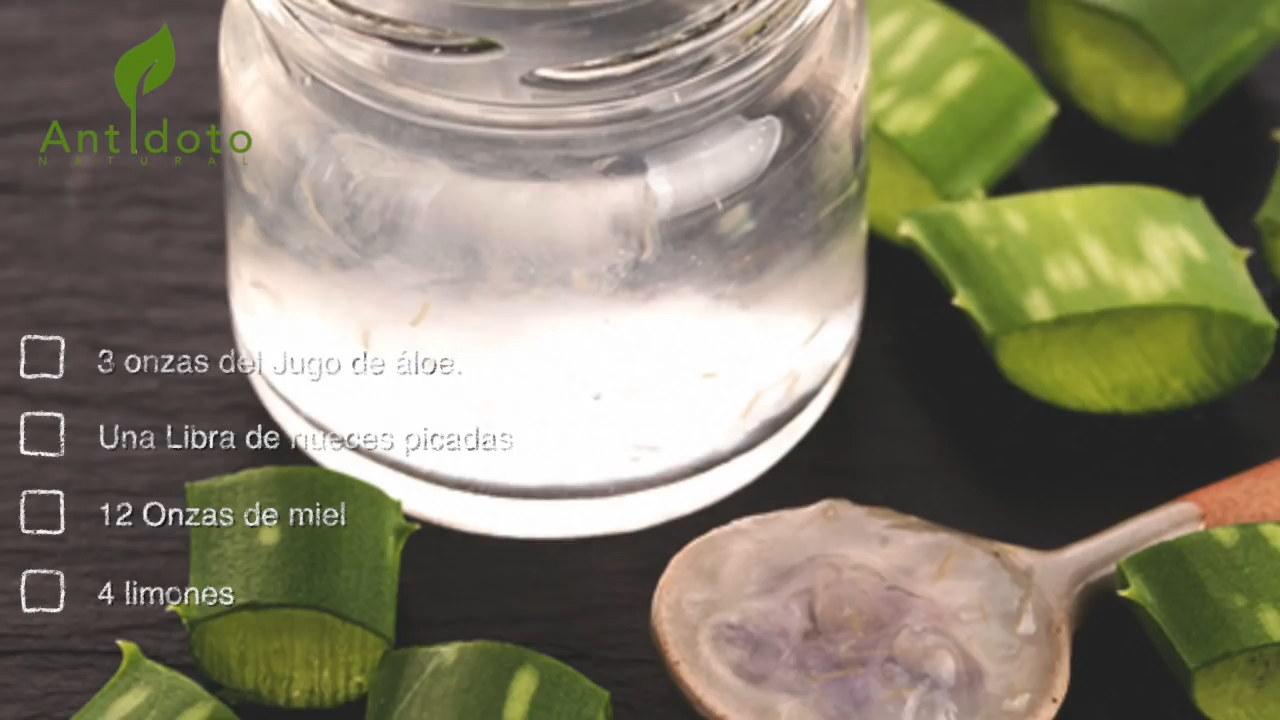 Antidoto
NATURAL
3 onzas del Jugo de áloe.
Una Libra de nueces picadas
12 Onzas de miel
4 limones